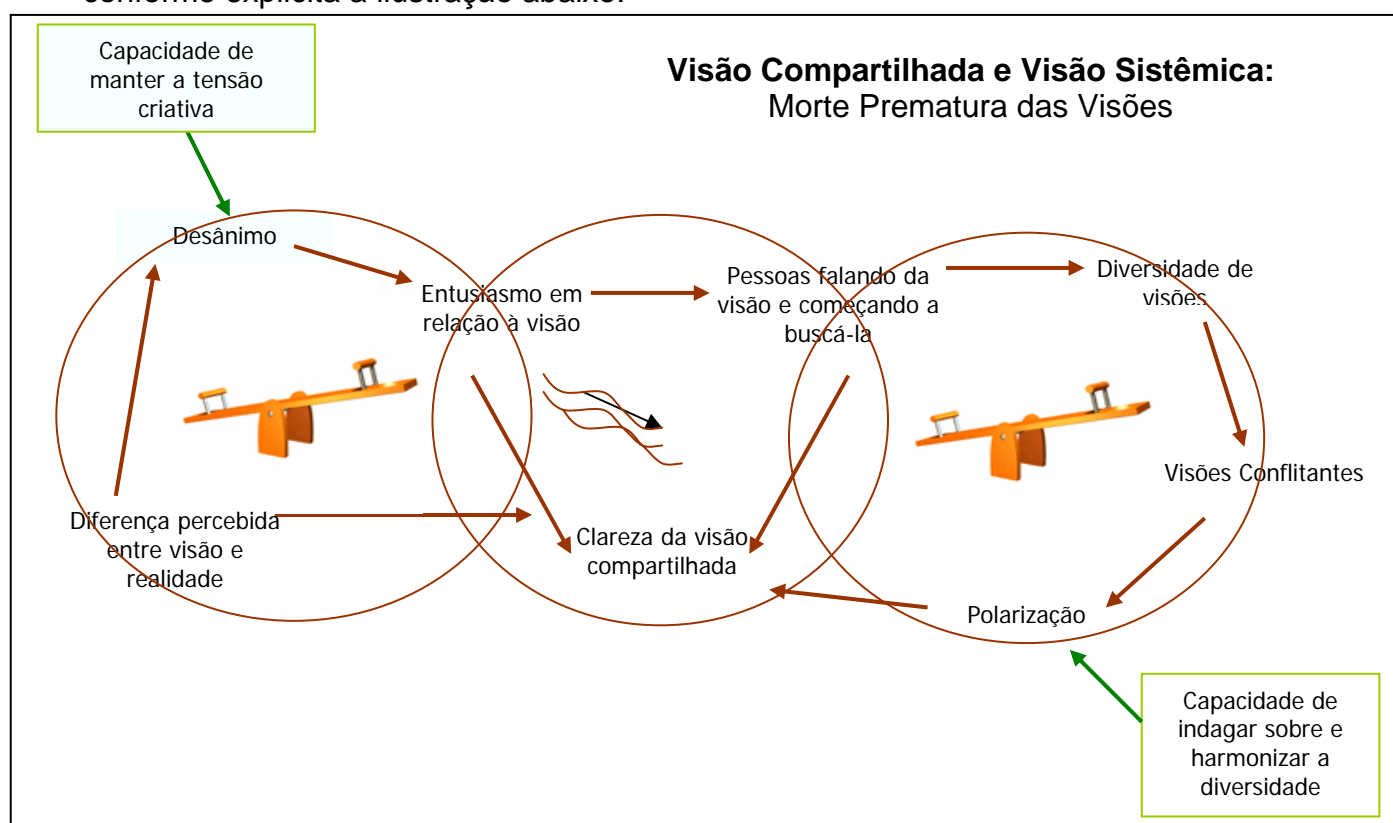 conforme explicita a ilustração abaixo:
Capacidade de
manter a tensão
criativa
Visão Compartilhada e Visão Sistêmica:
Morte Prematura das Visões
Desânimo
Entusiasmo em
relação à visão
Pessoas falando da
visão e começando a
buscá-la
Diversidade de
visões
Visões Conflitantes
Diferença percebida
entre visão e
realidade
Clareza da visão
compartilhada
Polarização
Capacidade de
indagar sobre e
harmonizar a
diversidade